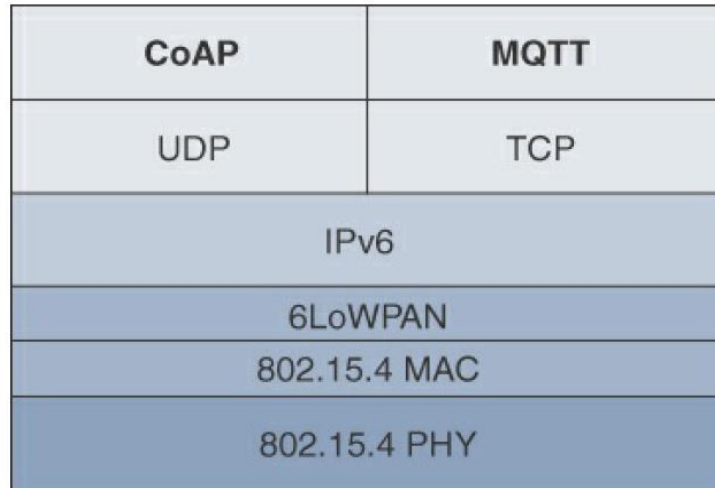 CoAP MQTT
UDP TCP
IPv6
6LoWPAN
802.15.4 MAC
802.15.4 PHY